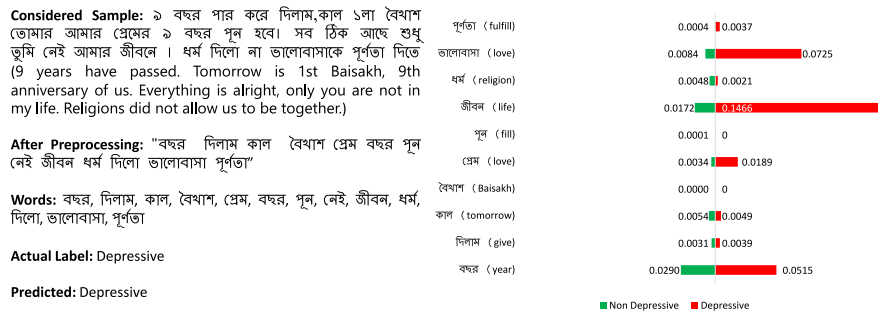 Considered Sample: ৯ বছর পার করে দিলাম,কাল ১লা বৈথাশ
তোমার আমার প্রেমের ৯ বছর পূন হবে। সব ঠিক আছে শুধু
তুমি নেই আমার জীবনে । ধর্ম দিলো না ভালোবাসাকে পূর্ণতা দিতে
(9 years have passed. Tomorrow is 1st Baisakh, 9th
anniversary of us. Everything is alright, only you are not in
my life. Religions did not allow us to be together.)
After Preprocessing: "বছর দিলাম কাল বৈথাশ প্রেম বছর পূন
নেই জীবন ধর্ম দিলো ভালোবাসা পূর্ণতা”
Words: বছর, দিলাম, কাল, বৈথাশ, প্রেম, বছর, পূন, নেই, জীবন, ধর্ম,
দিলো, ভালোবাসা, পূর্ণতা
Actual Label: Depressive
Predicted: Depressive
পূর্ণতা (fulfill) 0.0004 0.0037
ভালোবাসা (love) 0.0084 0.0725
ধর্ম (religion) 0.0048 0.0021
জীবন (life) 0.0172 0.1466
পূন (fill) 0.0001 0
প্রেম (love) 0.0034 0.0189
বৈথাশ (Baisakh) 0.0000 0
কাল (tomorrow) 0.0054 0.0049
দিলাম (give) 0.0031 0.0039
বছর (year) 0.0290 0.0515
Non Depressive Depressive